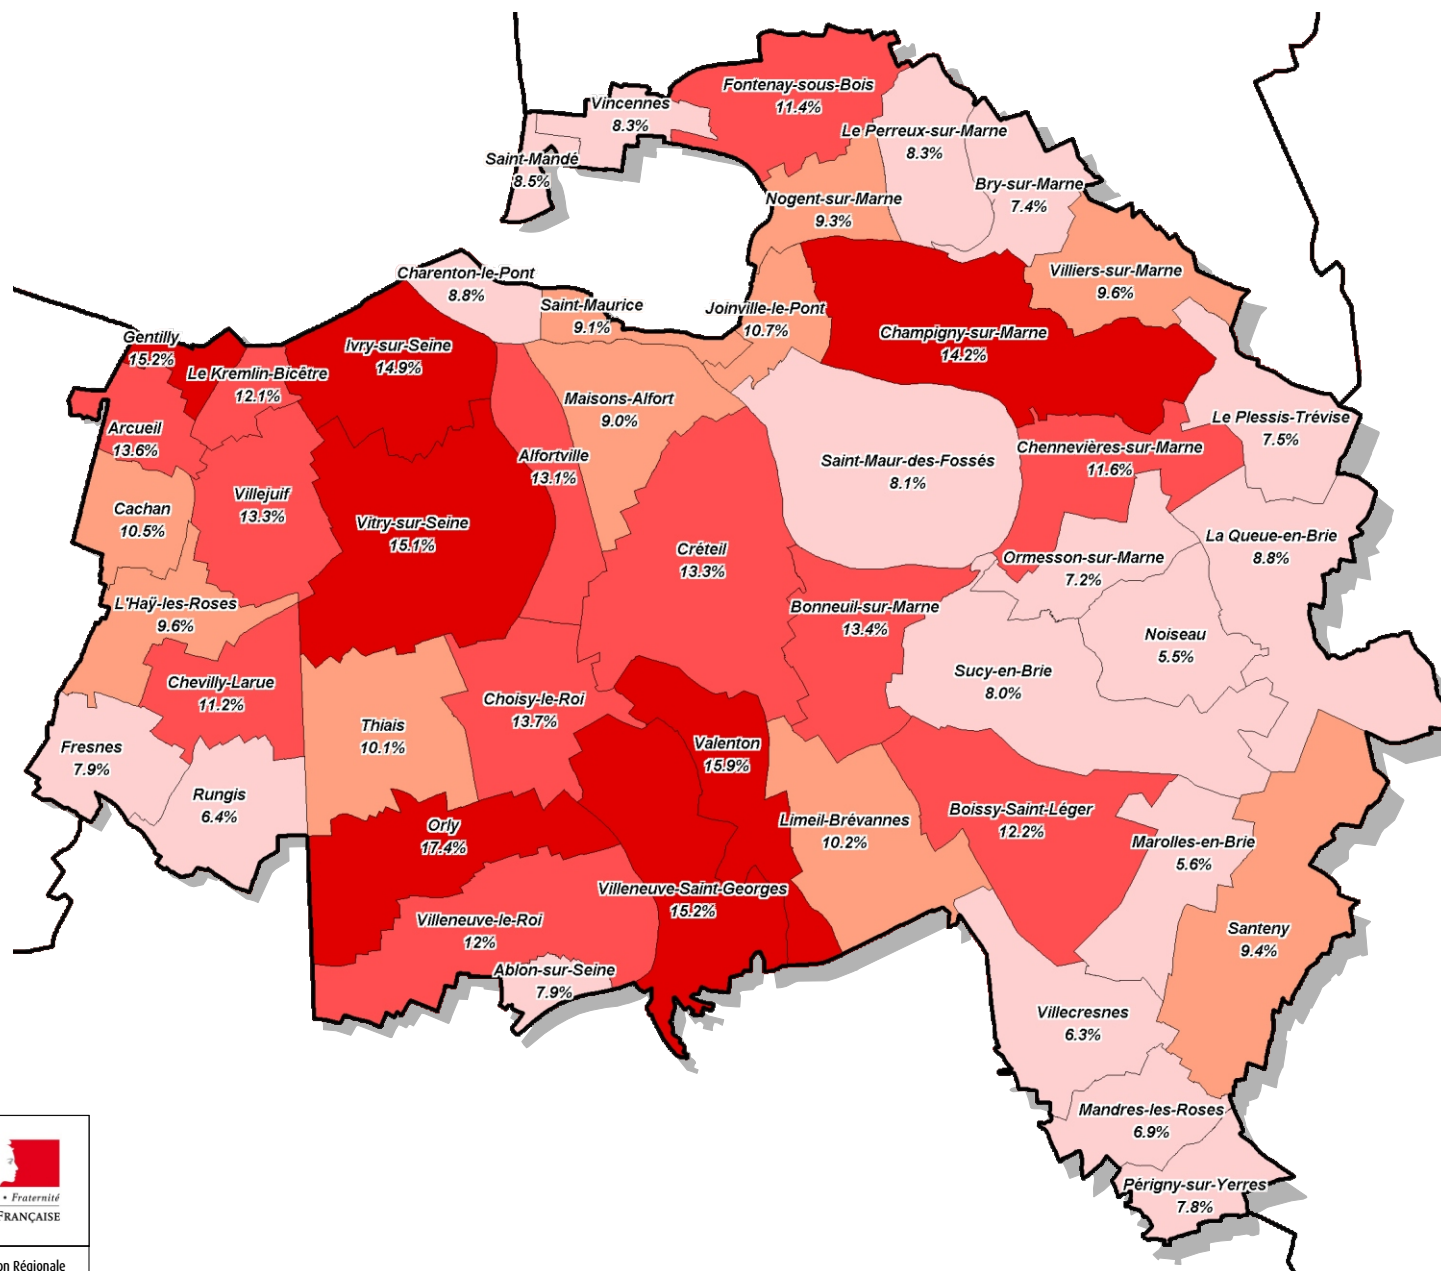 Fontenay-sous-Bois
11.4%
Vincennes
8.3%
Le Perreux-sur-Marne
8.3%
Saint-Mandé
8.5%
Bry-sur-Marne
7.4%
Nogent-sur-Marne
9.3%
Villiers-sur-Marne
9.6%
Charenton-le-Pont
8.8%
Saint-Maurice
9.1%
Joinville-le-Pont
10.7%
Champigny-sur-Marne
14.2%
Gentilly
15.2%
Ivry-sur-Seine
14.9%
Le Kremlin-Bicêtre
12.1%
Maisons-Alfort
9.0%
Le Plessis-Trévise
7.5%
Arcueil
13.6%
Alfortville
13.1%
Saint-Maur-des-Fossés
8.1%
Chennevières-sur-Marne
11.6%
Villejuif
13.3%
Cachan
10.5%
Vitry-sur-Seine
15.1%
La Queue-en-Brie
8.8%
Créteil
13.3%
Ormesson-sur-Marne
7.2%
L'Haÿ-les-Roses
9.6%
Bonneuil-sur-Marne
13.4%
Noiseau
5.5%
Sucy-en-Brie
8.0%
Chevilly-Larue
11.2%
Choisy-le-Roi
13.7%
Thiais
10.1%
Fresnes
7.9%
Valenton
15.9%
Rungis
6.4%
Orly
17.4%
Limeil-Brévannes
10.2%
Boissy-Saint-Léger
12.2%
Marolles-en-Brie
5.6%
Villeneuve-Saint-Georges
15.2%
Villeneuve-le-Roi
12%
Santeny
9.4%
Ablon-sur-Seine
7.9%
Villecresnes
6.3%
Mandres-les-Roses
6.9%
Périgny-sur-Yerres
7.8%
• Fraternité
FRANÇAISE
on Régionale